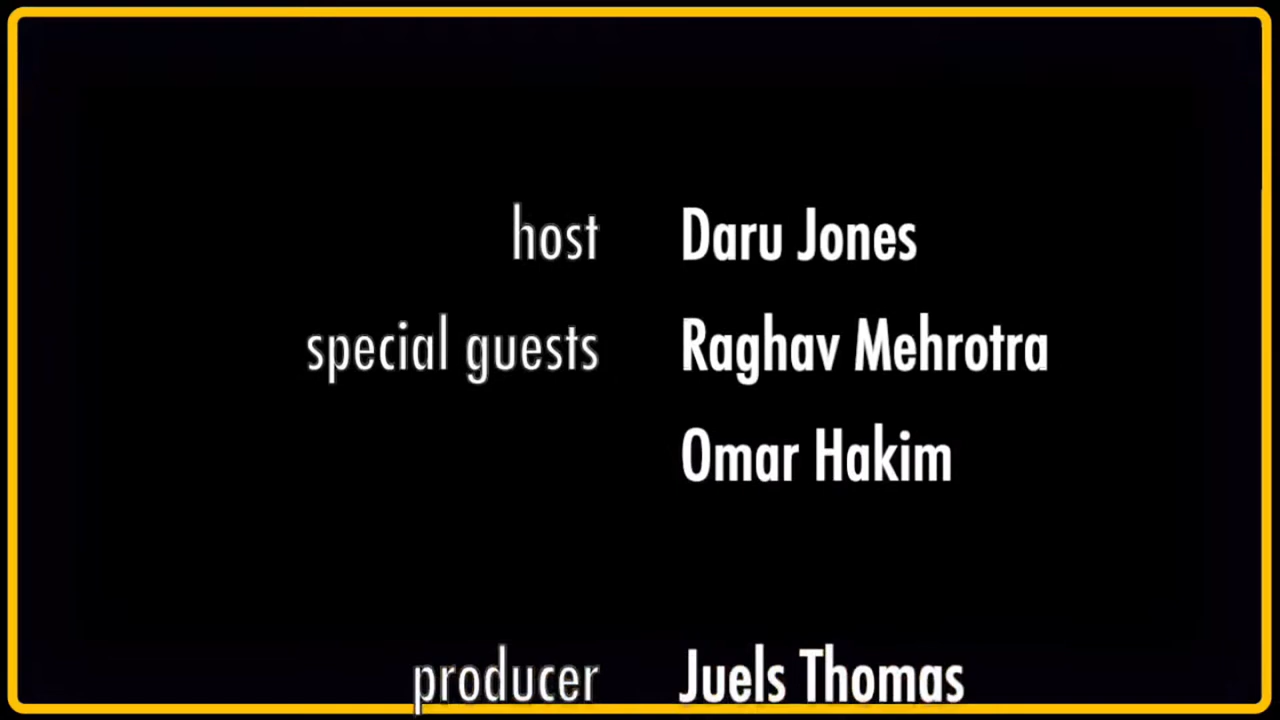 host Daru Jones
special guests Raghav Mehrotra
Omar Hakim
producer Juels Thomas